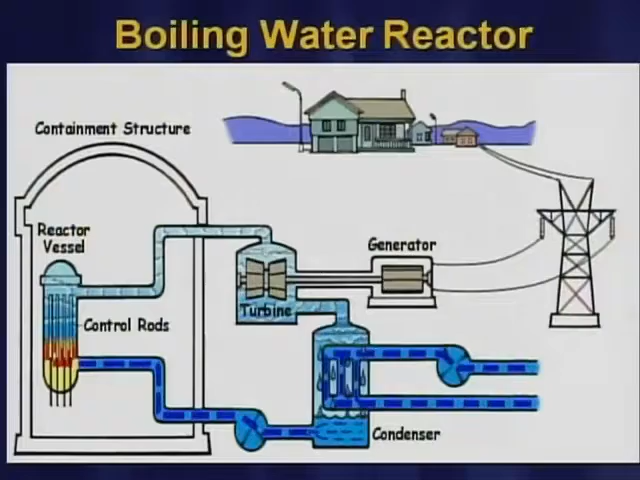 Boiling Water Reactor
Containment Structure
Reactor
Vessel
Generator
Turbine
Control Rods
Condenser